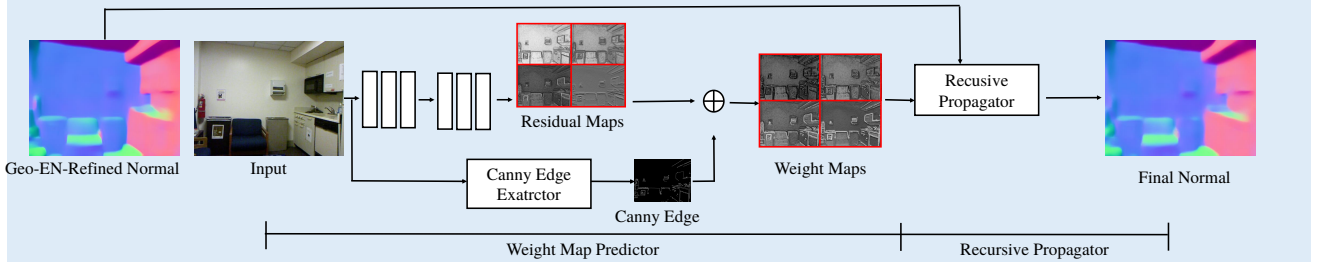 Geo-EN-Refined Normal
Input
Residual Maps
Canny Edge
Exatrctor
Canny Edge
Weight Maps
Recusive
Propagator
Final Normal
Weight Map Predictor
Recursive Propagator